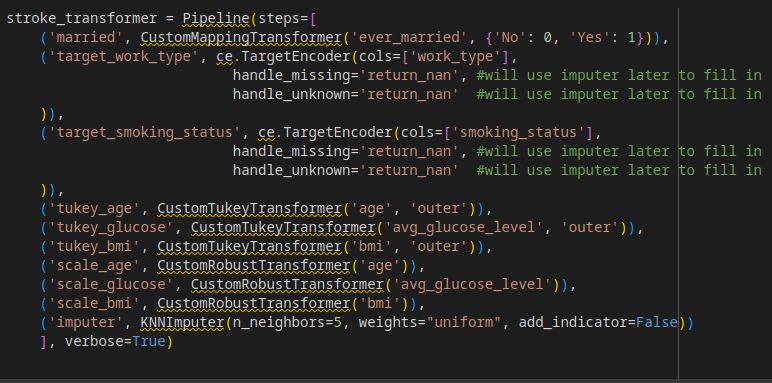 stroke_transformer = Pipeline(steps=[
    ('married', CustomMappingTransformer('ever_married', {'No': 0, 'Yes': 1})),
    ('target_work_type', ce.TargetEncoder(cols=['work_type'],
                           handle_missing='return_nan', #will use imputer later to fill in
                           handle_unknown='return_nan'  #will use imputer later to fill in
    )),
    ('target_smoking_status', ce.TargetEncoder(cols=['smoking_status'],
                           handle_missing='return_nan', #will use imputer later to fill in
                           handle_unknown='return_nan'  #will use imputer later to fill in
    )),
    ('tukey_age', CustomTukeyTransformer('age', 'outer')),
    ('tukey_glucose', CustomTukeyTransformer('avg_glucose_level', 'outer')),
    ('tukey_bmi', CustomTukeyTransformer('bmi', 'outer')),
    ('scale_age', CustomRobustTransformer('age')),
    ('scale_glucose', CustomRobustTransformer('avg_glucose_level')),
    ('scale_bmi', CustomRobustTransformer('bmi')),
    ('imputer', KNNImputer(n_neighbors=5, weights="uniform", add_indicator=False))
    ], verbose=True)